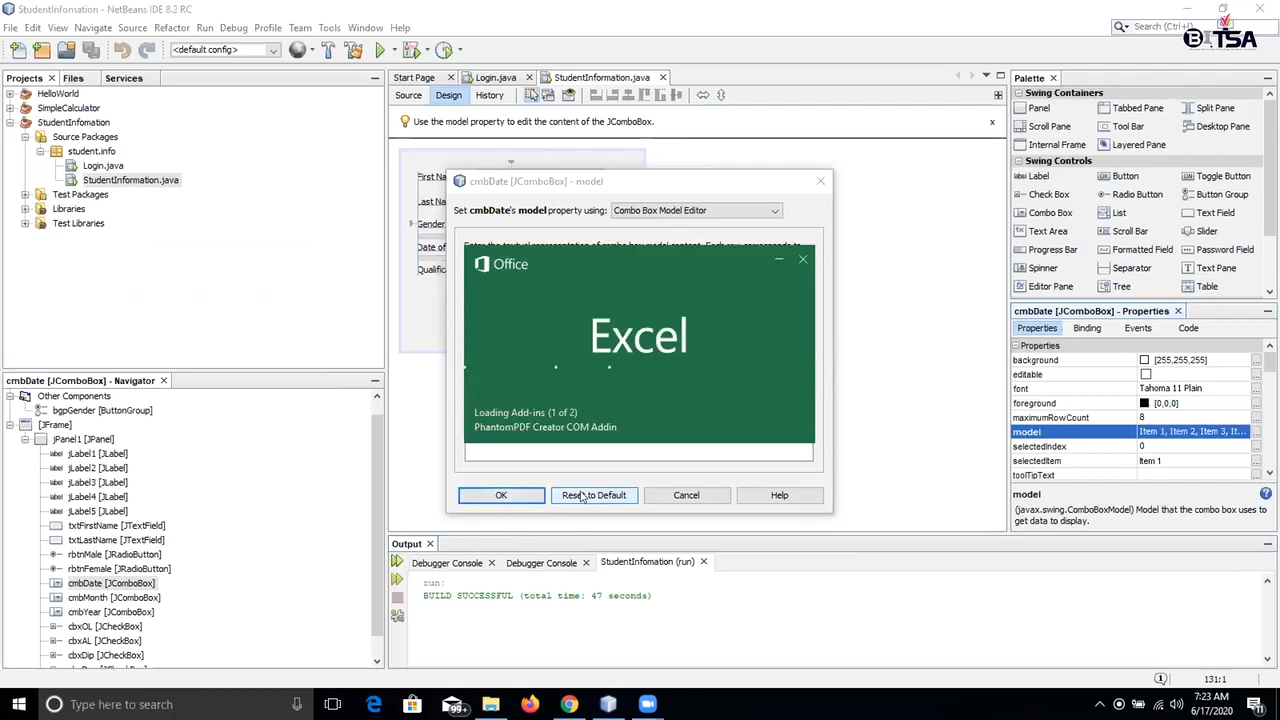 StudentInfomation - NetBeans IDE 8.2 RC
File Edit View Navigate Source Refactor Run Debug Profile Team Tools Window Help
Search (Ctrl+I)
TSA
<default config>
Projects Files Services
Start Page Login.java StudentInformation.java
Palette
Source Design History
HelloWorld
SimpleCalculator
StudentInfomation
Source Packages
student.info
Login.java
StudentInformation.java
Test Packages
Libraries
Test Libraries
Use the model property to edit the content of the JComboBox.
First Na
Last Na
Gender
Date of
Qualific
cmbDate [JComboBox] - model
Set cmbDate's model property using: Combo Box Model Editor
Office
Excel
Loading Add-ins (1 of 2)
PhantomPDF Creator COM Addin
OK Reset to Default Cancel Help
Swing Containers
Panel Tabbed Pane Split Pane
Scroll Pane Tool Bar Desktop Pane
Internal Frame Layered Pane
Swing Controls
Label Button Toggle Button
Check Box Radio Button Button Group
Combo Box List Text Field
Text Area Scroll Bar Slider
Progress Bar Formatted Field Password Field
Spinner Separator Text Pane
Editor Pane Tree Table
cmbDate [JComboBox] - Properties
Properties Binding Events Code
Properties
background [255,255,255]
editable
font Tahoma 11 Plain
foreground [0,0,0]
maximumRowCount 8
model Item 1, Item 2, Item 3, It...
selectedIndex 0
selectedItem Item 1
toolTipText
model
(javax.swing.ComboBoxModel) Model that the combo box uses to
get data to display.
cmbDate [JComboBox] - Navigator
Other Components
bgpGender [ButtonGroup]
[JFrame]
jPanel1 [JPanel]
jLabel1 [JLabel]
jLabel2 [JLabel]
jLabel3 [JLabel]
jLabel4 [JLabel]
jLabel5 [JLabel]
txtFirstName [JTextField]
txtLastName [JTextField]
rbtnMale [JRadioButton]
rbtnFemale [JRadioButton]
cmbDate [JComboBox]
cmbMonth [JComboBox]
cmbYear [JComboBox]
cbxOL [JCheckBox]
cbxAL [JCheckBox]
cbxDip [JCheckBox]
Output
Debugger Console Debugger Console StudentInfomation (run)
run:
BUILD SUCCESSFUL (total time: 47 seconds)
131:1
Type here to search
99+
7:23 AM
6/17/2020